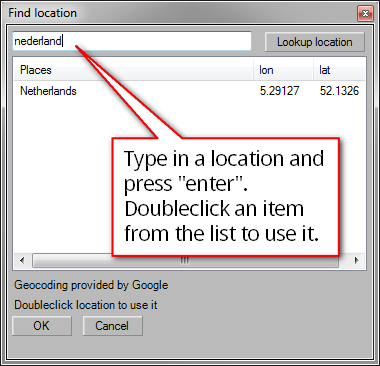 Find location
nederland
Lookup location
Places lon lat
Netherlands 5.29127 52.1326
Type in a location and
press "enter".
Doubleclick an item
from the list to use it.
Geocoding provided by Google
Doubleclick location to use it
OK Cancel